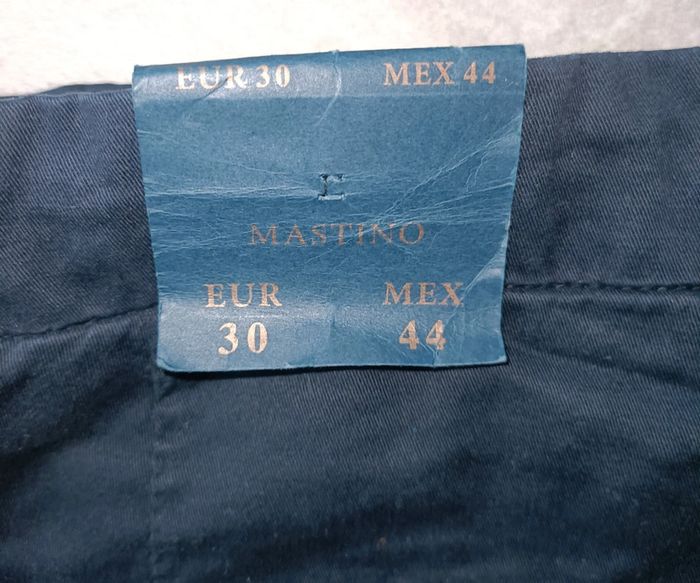 EUR 30 MEX 44
MASTINO
EUR MEX
30 44